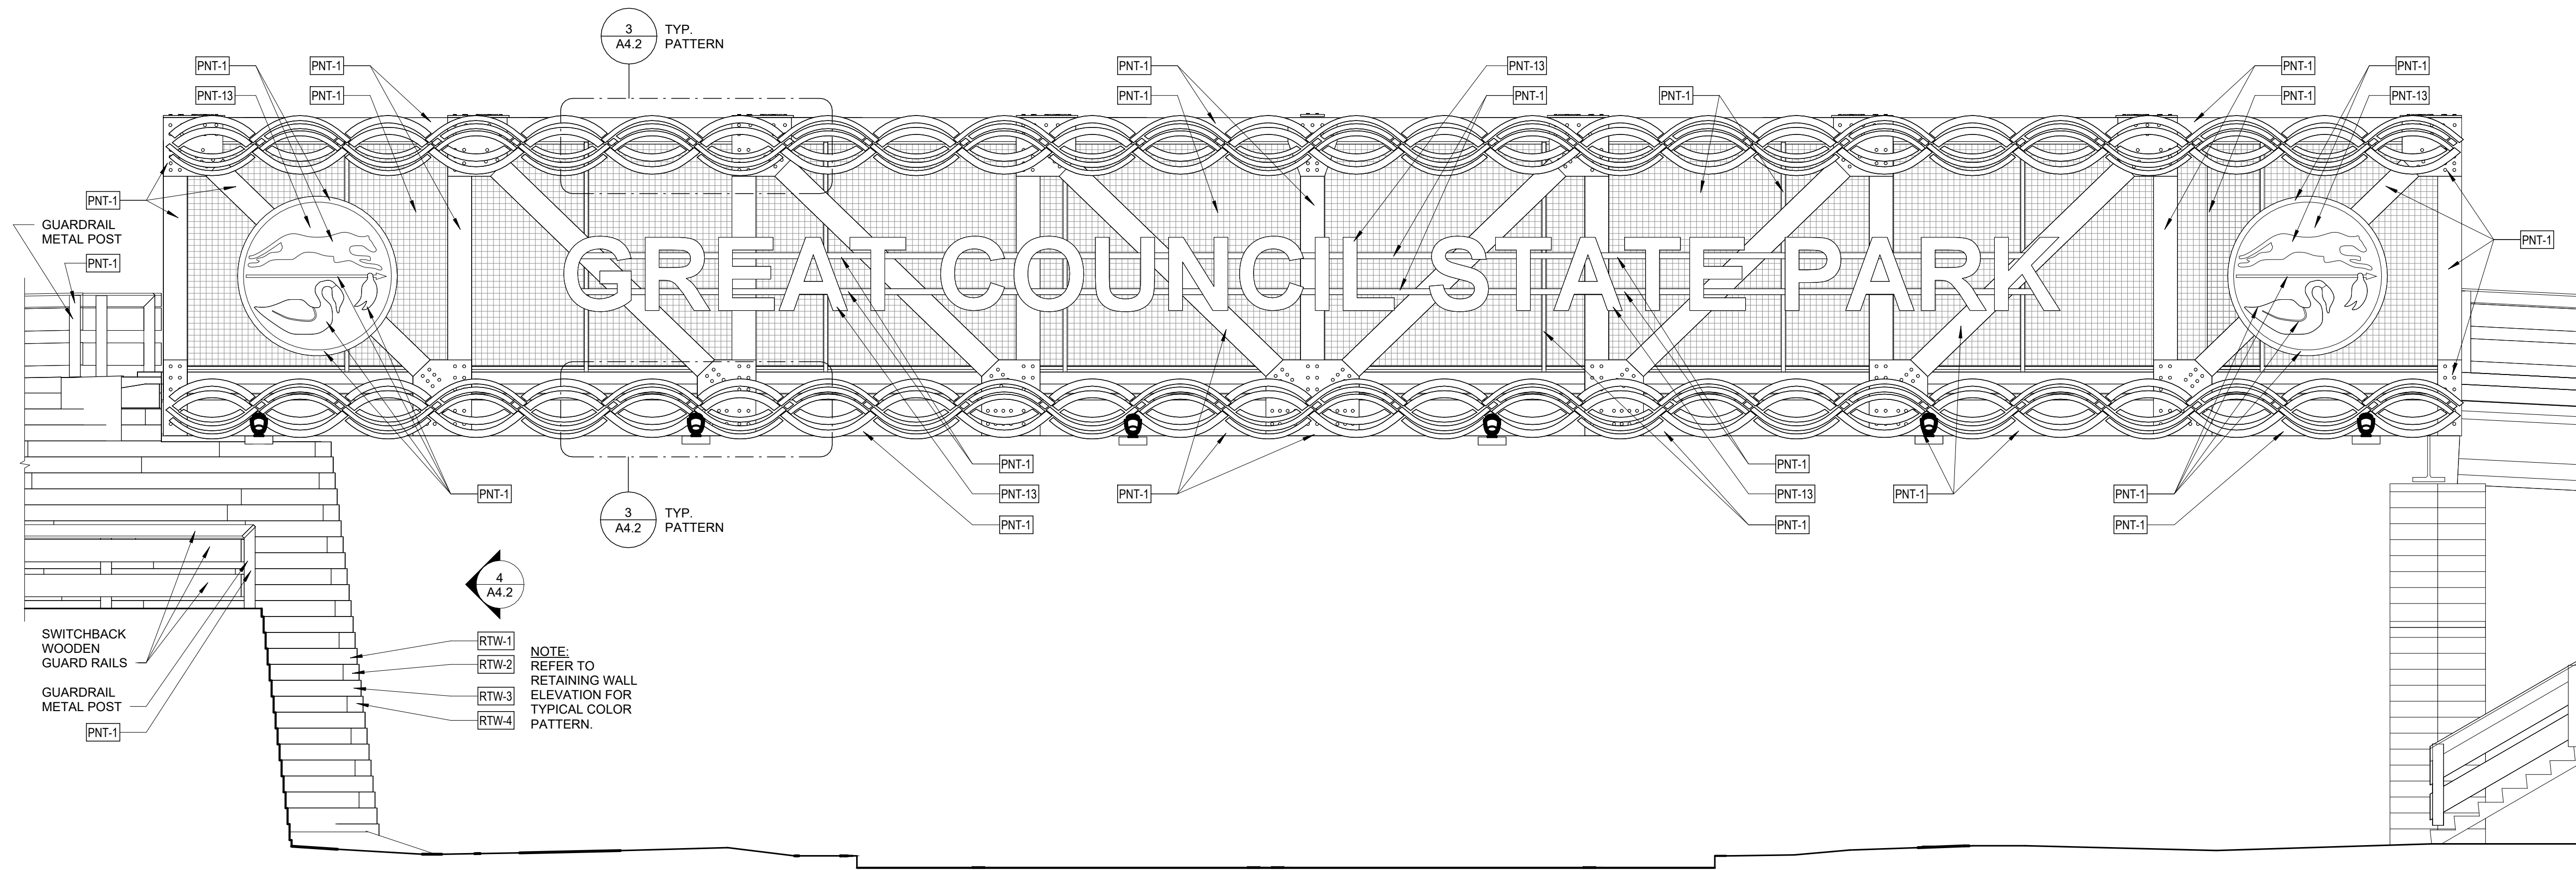 3
A4.2
TYP.
PATTERN
PNT-1
PNT-1
PNT-1
PNT-13
PNT-1
PNT-1
PNT-13
PNT-1
PNT-1
PNT-1
PNT-1
PNT-1
PNT-1
PNT-13
PNT-1
GUARDRAIL
METAL POST
PNT-1
PNT-1
GREAT COUNCIL STATE PARK
PNT-1
PNT-1
PNT-13
PNT-1
PNT-1
PNT-1
PNT-13
PNT-1
PNT-1
PNT-1
PNT-1
3
A4.2
TYP.
PATTERN
4
A4.2
SWITCHBACK
WOODEN
GUARD RAILS
GUARDRAIL
METAL POST
PNT-1
RTW-1
RTW-2
RTW-3
RTW-4
NOTE:
REFER TO
RETAINING WALL
ELEVATION FOR
TYPICAL COLOR
PATTERN.